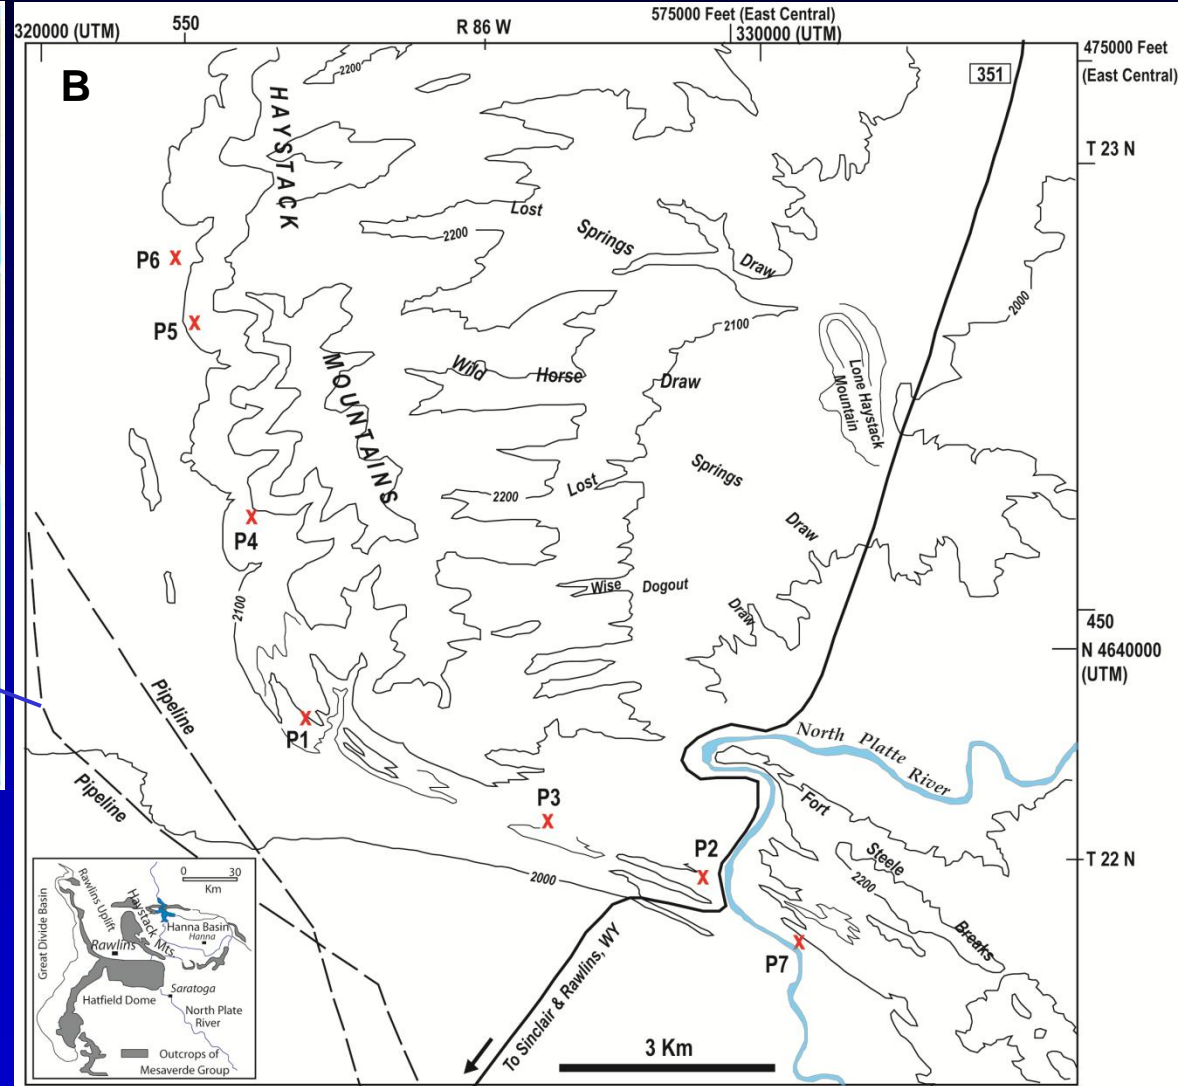 320000 (UTM)
550
R 86 W
575000 Feet (East Central)
330000 (UTM)
475000 Feet
(East Central)
B
2200
351
HAYSTACK
T 23 N
Lost
Springs
Draw
2200
P6
P5
2100
2000
MOUNTAINS
Wild
Horse
Draw
Lone Haystack
Mountain
2200
Lost
Springs
Draw
P4
2100
Wise
Dogout
Draw
450
N 4640000
(UTM)
Pipeline
P1
North Platte
River
Pipeline
P3
Fort
Steele
Breaks
P2
T 22 N
2000
2200
P7
To Sinclair & Rawlins, WY
3 Km
0 30
Km
Great Divide Basin
Rawlins Uplift
Haystack Mts.
Hanna Basin
Hanna
Rawlins
Saratoga
Hatfield Dome
North Plate
River
Outcrops of
Mesaverde Group